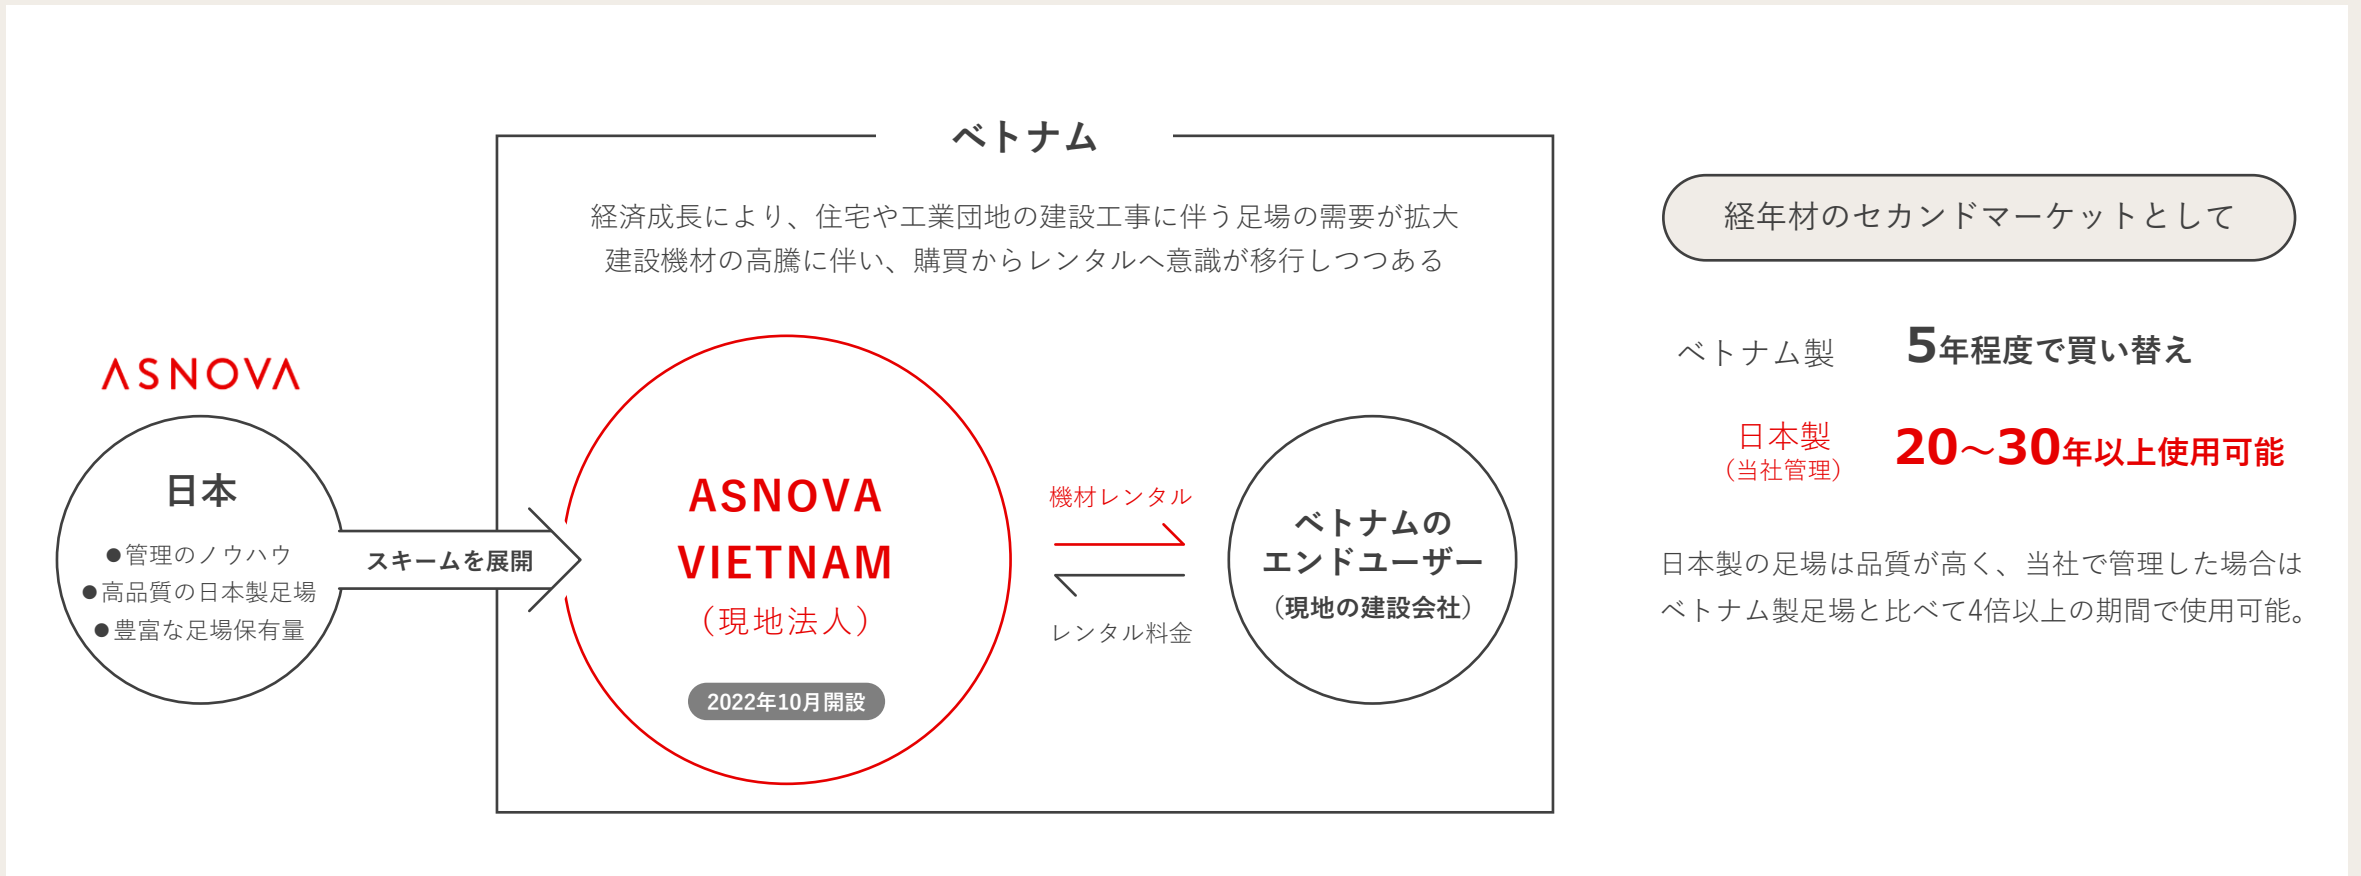 ASNOVA
日本
●管理のノウハウ
●高品質の日本製足場
●豊富な足場保有量
スキームを展開
ベトナム
経済成長により、住宅や工業団地の建設工事に伴う足場の需要が拡大
建設機材の高騰に伴い、購買からレンタルへ意識が移行しつつある
ASNOVA
VIETNAM
（現地法人）
2022年10月開設
機材レンタル
レンタル料金
ベトナムの
エンドユーザー
（現地の建設会社）
経年材のセカンドマーケットとして
ベトナム製 5年程度で買い替え
日本製 20〜30年以上使用可能
（当社管理）
日本製の足場は品質が高く、当社で管理した場合は
ベトナム製足場と比べて4倍以上の期間で使用可能。